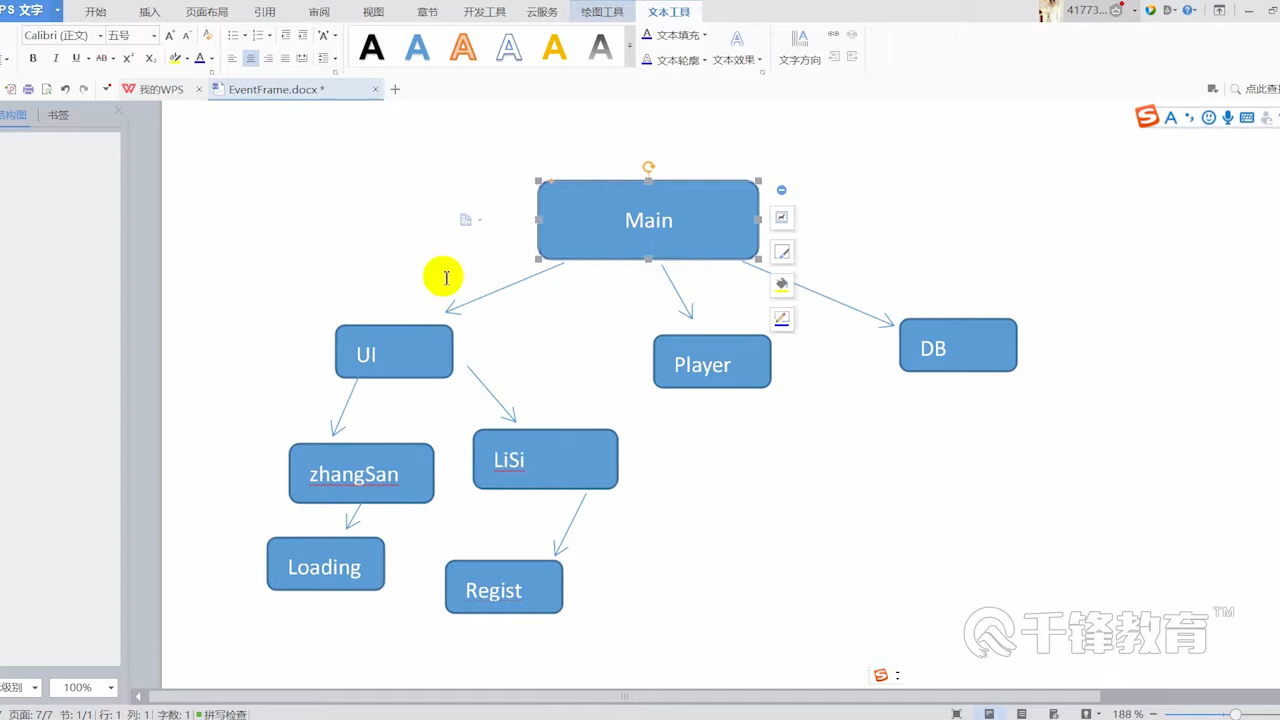 PS 文字
开始
插入
页面布局
引用
审阅
视图
章节
开发工具
云服务
绘图工具
文本工具
41773...
Calibri (正文)
五号
文本填充
文本轮廓
文本效果
文字方向
我的WPS
EventFrame.docx *
点此查找
结构图
书签
Main
UI
Player
DB
zhangSan
LiSi
Loading
Regist
千锋教育™
级别
100%
页面: 7/7 节: 1/1 行: 1 列: 1 字数: 1 拼写检查
188 %